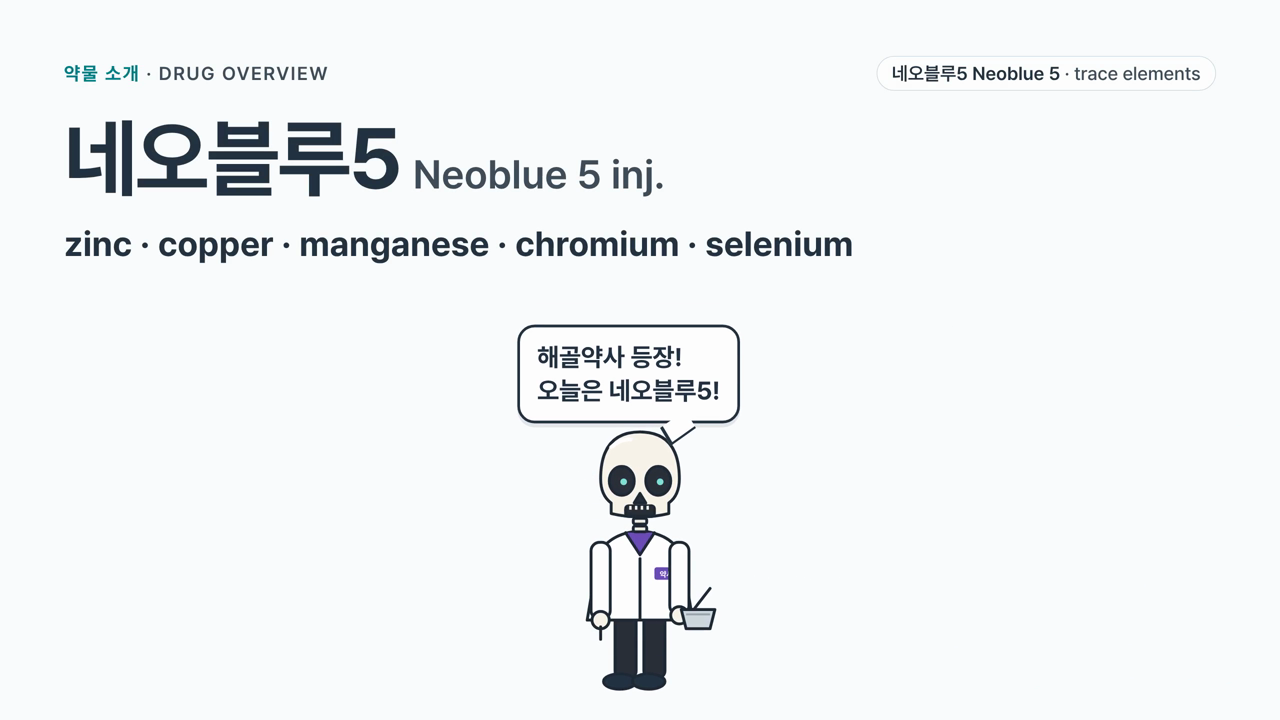 약물 소개 · DRUG OVERVIEW
네오블루5 Neoblue 5 · trace elements
네오블루5 Neoblue 5 inj.
zinc · copper · manganese · chromium · selenium
해골약사 등장!
오늘은 네오블루5!